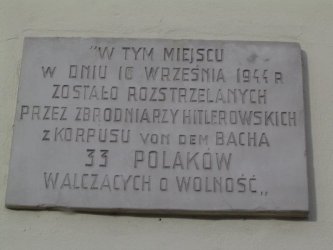 "W TYM MIEJSCU
W DNIU 16 WRZEŚNIA 1944 R
ZOSTAŁO ROZSTRZELANYCH
PRZEZ ZBRODNIARZY HITLEROWSKICH
Z KORPUSU VON DEM BACHA
33 POLAKÓW
WALCZĄCYCH O WOLNOŚĆ„